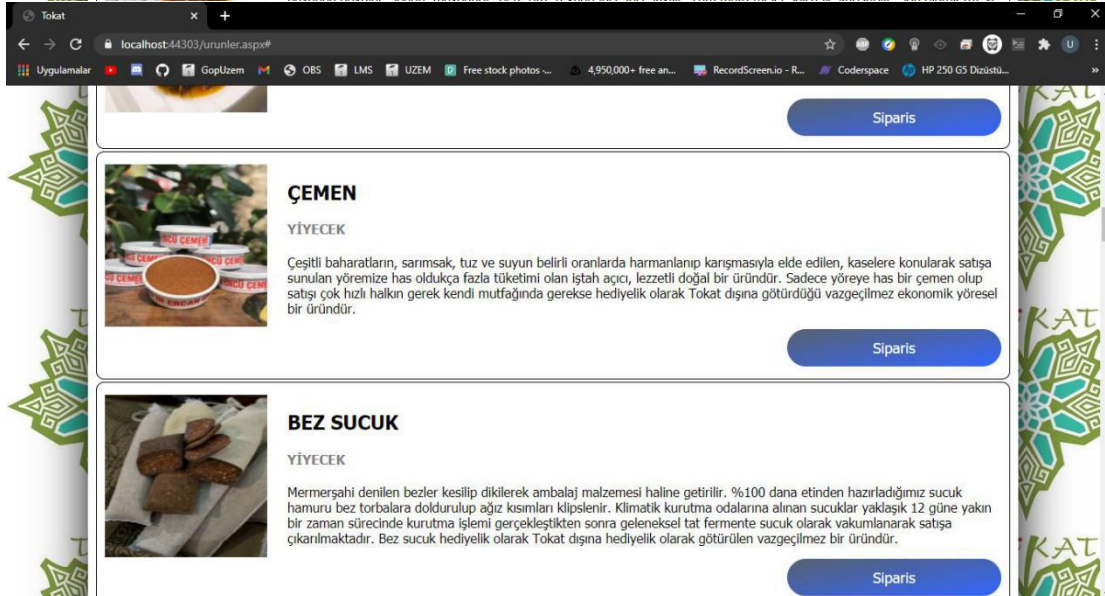 Tokat
localhost:44303/urunler.aspx#
Uygulamalar
GopUzem
OBS
LMS
UZEM
Free stock photos -...
4,950,000+ free an...
RecordScreen.io - R...
Coderspace
HP 250 G5 Dizüstü...
Siparis
ÇEMEN
YİYECEK
Çeşitli baharatların, sarımsak, tuz ve suyun belirli oranlarda harmanlanıp karışmasıyla elde edilen, kaselere konularak satışa
sunulan yöremize has oldukça fazla tüketimi olan iştah açıcı, lezzetli doğal bir üründür. Sadece yöreye has bir çemen olup
satışı çok hızlı halkın gerek kendi mutfağında gerekse hediyelik olarak Tokat dışına götürdüğü vazgeçilmez ekonomik yöresel
bir üründür.
Siparis
BEZ SUCUK
YİYECEK
Mermerşahi denilen bezler kesilip dikilerek ambalaj malzemesi haline getirilir. %100 dana etinden hazırladığımız sucuk
hamuru bez torbalara doldurulup ağız kısımları klipslenir. Klimatik kurutma odalarına alınan sucuklar yaklaşık 12 güne yakın
bir zaman sürecinde kurutma işlemi gerçekleştikten sonra geleneksel tat fermente sucuk olarak vakumlanarak satışa
çıkarılmaktadır. Bez sucuk hediyelik olarak Tokat dışına hediyelik olarak götürülen vazgeçilmez bir üründür.
Siparis